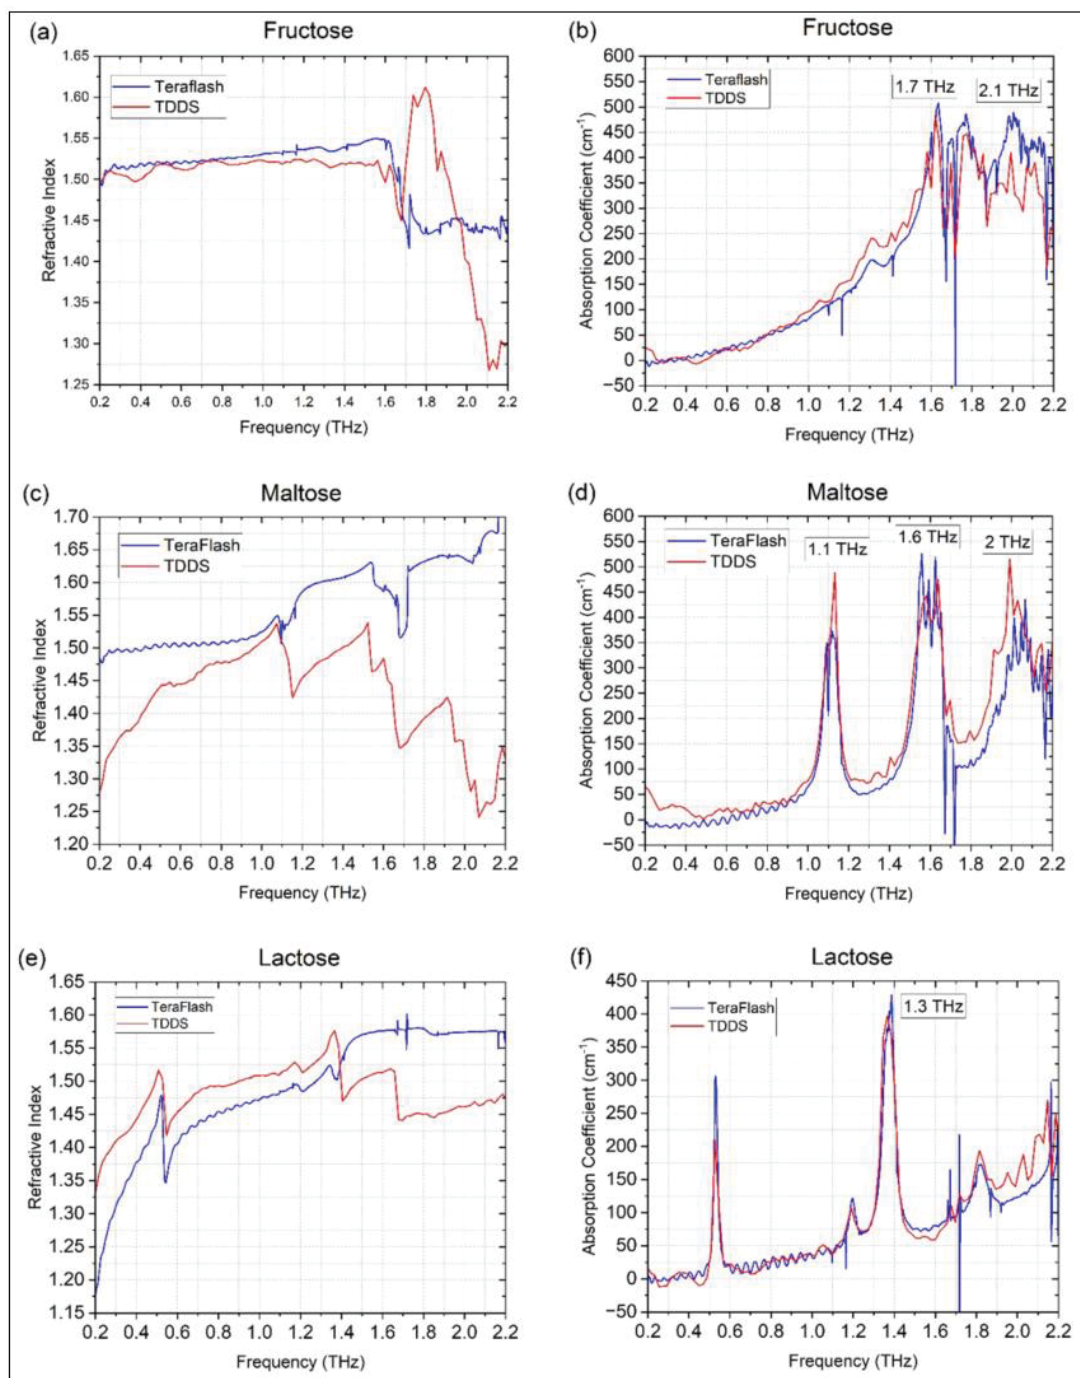 (a) Fructose
Teraflash
TDDS
Refractive Index
1.65
1.60
1.55
1.50
1.45
1.40
1.35
1.30
1.25
0.2 0.4 0.6 0.8 1.0 1.2 1.4 1.6 1.8 2.0 2.2
Frequency (THz)
(b) Fructose
Teraflash
TDDS
1.7 THz
2.1 THz
Absorption Coefficient (cm⁻¹)
600
550
500
450
400
350
300
250
200
150
100
50
0
−50
0.2 0.4 0.6 0.8 1.0 1.2 1.4 1.6 1.8 2.0 2.2
Frequency (THz)
(c) Maltose
TeraFlash
TDDS
Refractive Index
1.70
1.65
1.60
1.55
1.50
1.45
1.40
1.35
1.30
1.25
1.20
0.2 0.4 0.6 0.8 1.0 1.2 1.4 1.6 1.8 2.0 2.2
Frequency (THz)
(d) Maltose
TeraFlash
TDDS
1.1 THz
1.6 THz
2 THz
Absorption Coefficient (cm⁻¹)
600
550
500
450
400
350
300
250
200
150
100
50
0
−50
0.2 0.4 0.6 0.8 1.0 1.2 1.4 1.6 1.8 2.0 2.2
Frequency (THz)
(e) Lactose
TeraFlash
TDDS
Refractive Index
1.65
1.60
1.55
1.50
1.45
1.40
1.35
1.30
1.25
1.20
1.15
0.2 0.4 0.6 0.8 1.0 1.2 1.4 1.6 1.8 2.0 2.2
Frequency (THz)
(f) Lactose
TeraFlash
TDDS
1.3 THz
Absorption Coefficient (cm⁻¹)
450
400
350
300
250
200
150
100
50
0
−50
0.2 0.4 0.6 0.8 1.0 1.2 1.4 1.6 1.8 2.0 2.2
Frequency (THz)